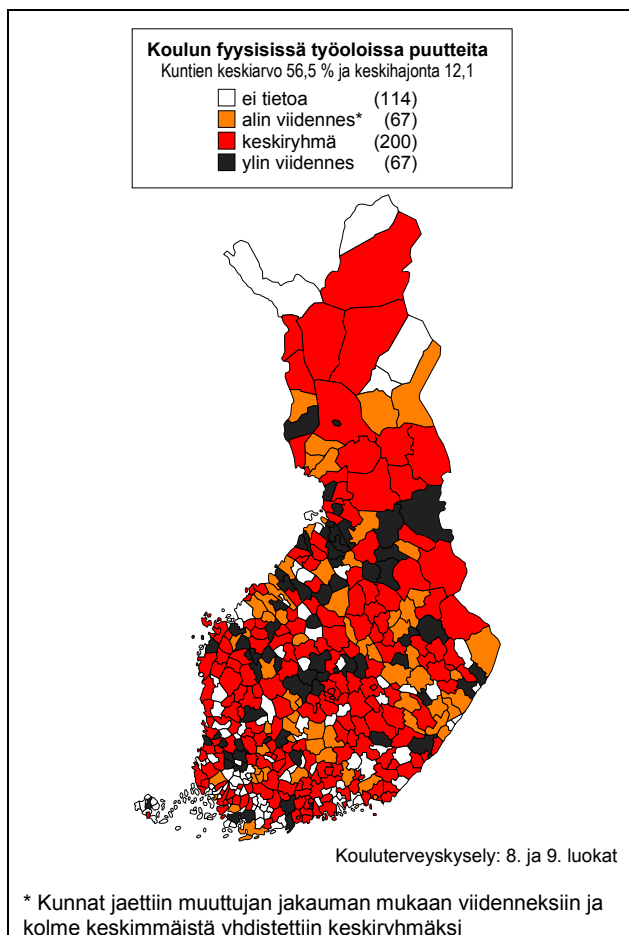 Koulun fyysisissä työoloissa puutteita
Kuntien keskiarvo 56,5 % ja keskihajonta 12,1
ei tietoa (114)
alin viidennes* (67)
keskiryhmä (200)
ylin viidennes (67)
Kouluterveyskysely: 8. ja 9. luokat
* Kunnat jaettiin muuttujan jakauman mukaan viidenneksiin ja
kolme keskimmäistä yhdistettiin keskiryhmäksi